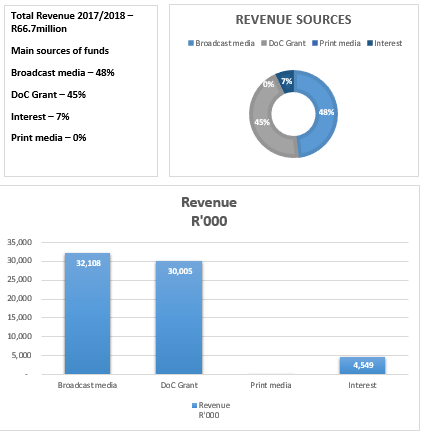 Total Revenue 2017/2018 –
R66.7million
Main sources of funds
Broadcast media – 48%
DoC Grant – 45%
Interest – 7%
Print media – 0%
REVENUE SOURCES
Broadcast media DoC Grant Print media Interest
0% 7%
48%
45%
Revenue
R'000
35,000
30,000
25,000
20,000
15,000
10,000
5,000
-
32,108
30,005
4,549
Broadcast media DoC Grant Print media Interest
Revenue
R'000